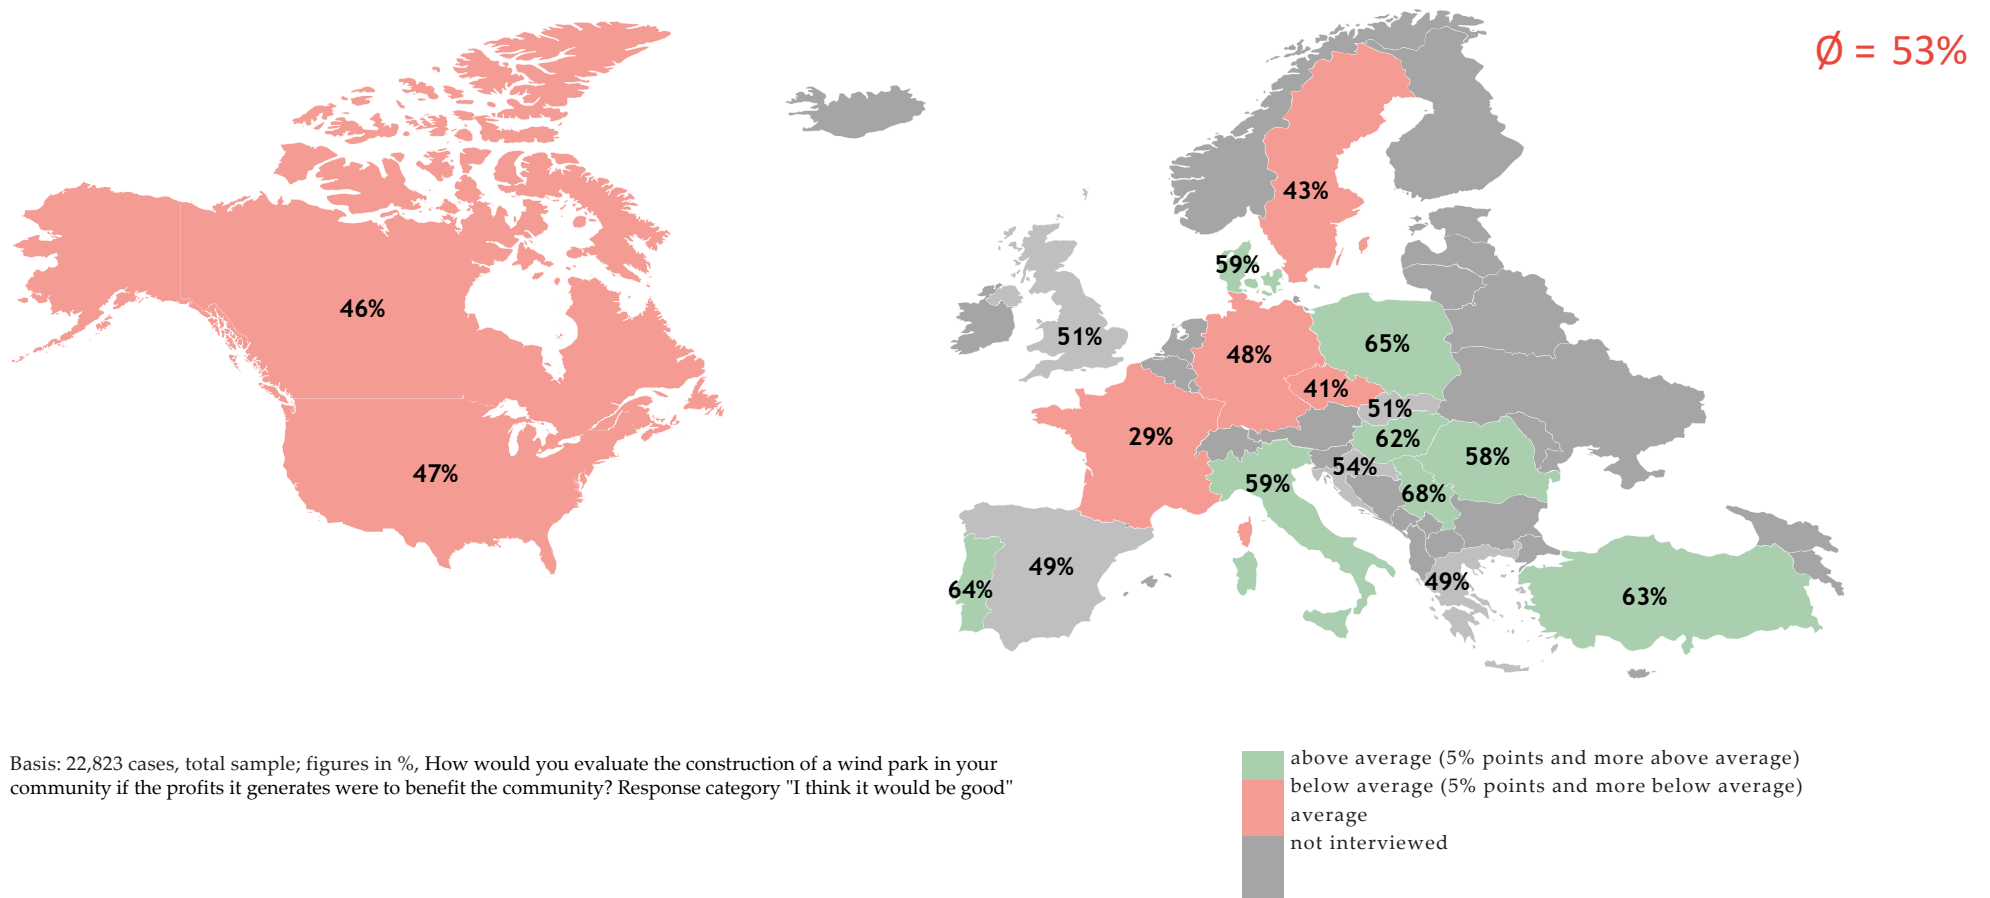 Ø = 53%
43%
59%
46%
51%
65%
48%
41%
51%
29%
62%
58%
54%
47%
59%
68%
49%
49%
64%
63%
Basis: 22,823 cases, total sample; figures in %, How would you evaluate the construction of a wind park in your
community if the profits it generates were to benefit the community? Response category "I think it would be good"
above average (5% points and more above average)
below average (5% points and more below average)
average
not interviewed